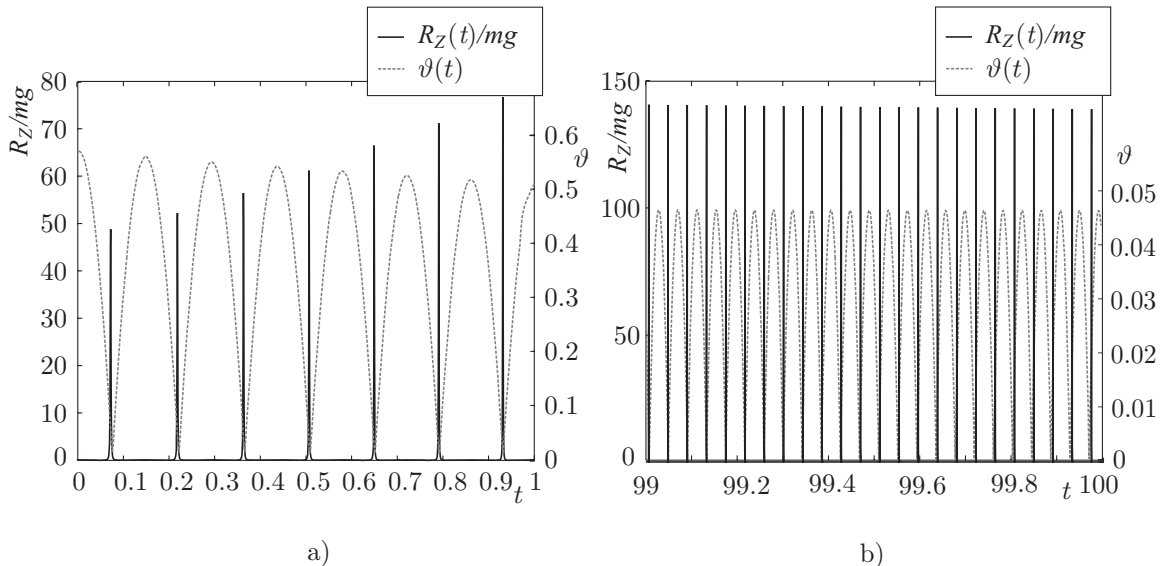 R_Z(t)/mg
ϑ(t)
80
70
60
50
40
30
20
10
0
R_Z/mg
0.6
0.5
0.4
0.3
0.2
0.1
0
ϑ
0 0.1 0.2 0.3 0.4 0.5 0.6 0.7 0.8 0.9 t 1
a)
R_Z(t)/mg
ϑ(t)
150
100
50
0
R_Z/mg
ϑ
0.05
0.04
0.03
0.02
0.01
0
99 99.2 99.4 99.6 99.8 t 100
b)